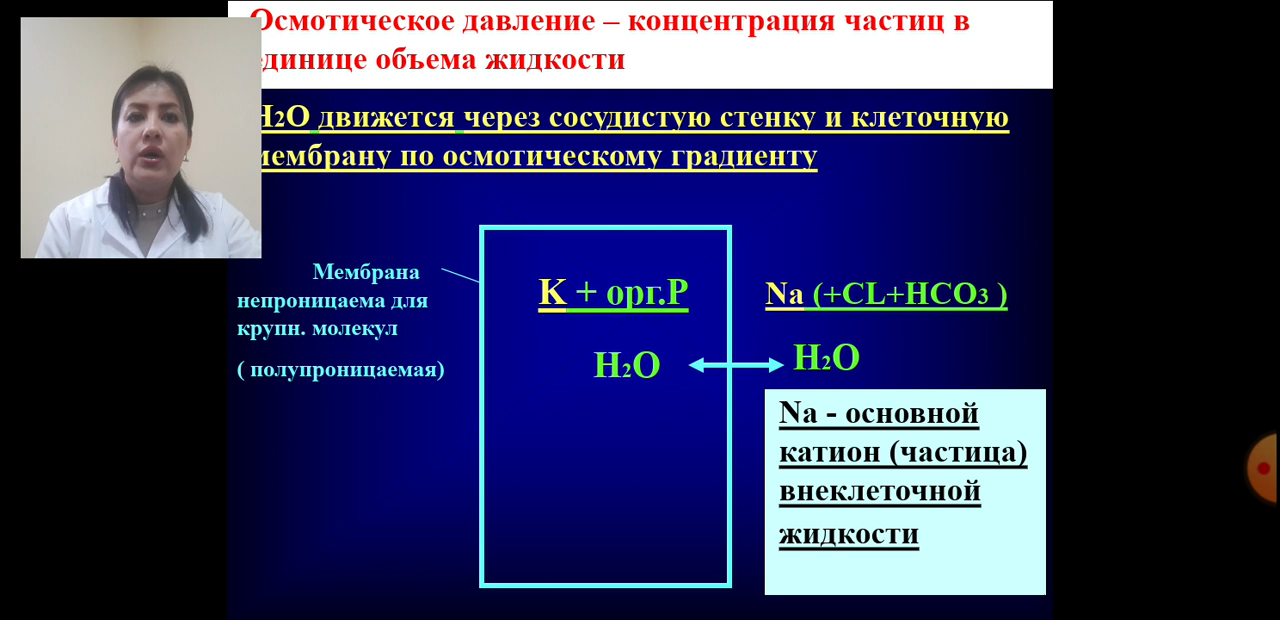 Осмотическое давление – концентрация частиц в
единице объема жидкости
H2O движется через сосудистую стенку и клеточную
мембрану по осмотическому градиенту
Мембрана
непроницаема для
крупн. молекул
( полупроницаемая)
K + орг.P
H2O
Na (+CL+HCO3 )
H2O
Na - основной
катион (частица)
внеклеточной
жидкости